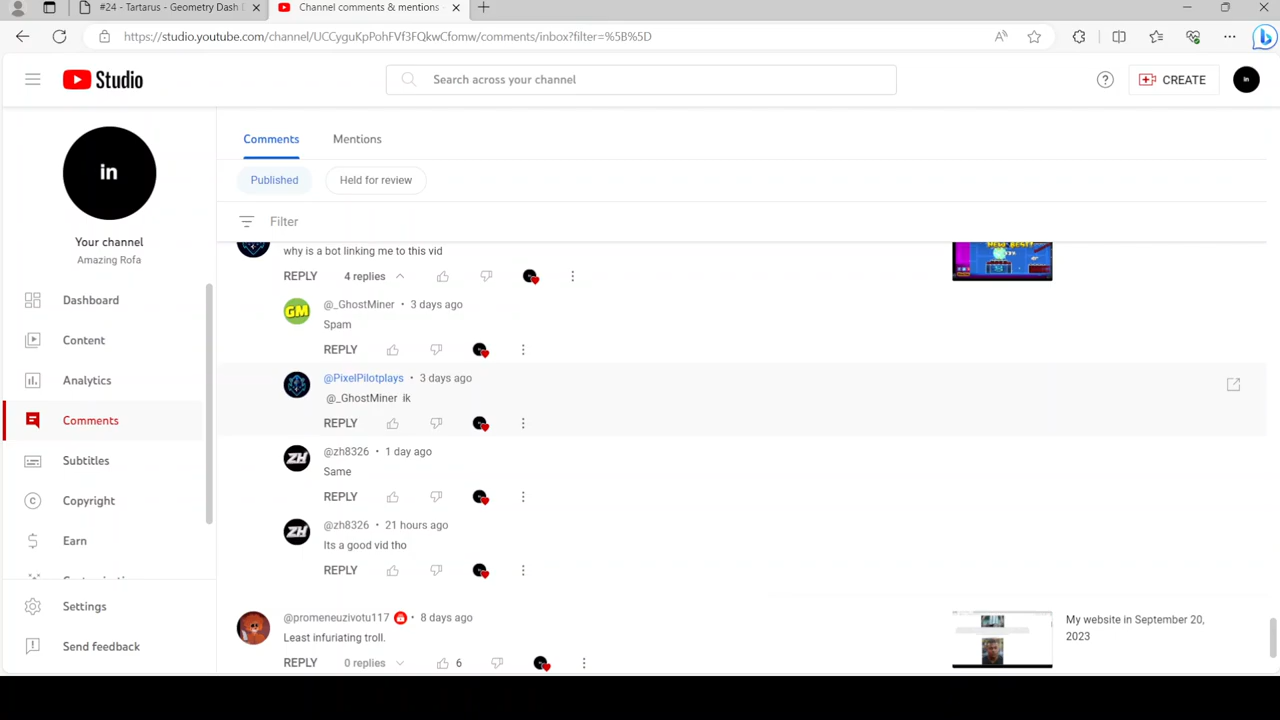 #24 - Tartarus - Geometry Dash (
Channel comments & mentions -
https://studio.youtube.com/channel/UCCyguKpPohFVf3FQkwCfomw/comments/inbox?filter=%5B%5D
Studio
Search across your channel
CREATE
in
in
Your channel
Amazing Rofa
Dashboard
Content
Analytics
Comments
Subtitles
Copyright
Earn
Settings
Send feedback
Comments
Mentions
Published
Held for review
Filter
why is a bot linking me to this vid
REPLY 4 replies
GM
@_GhostMiner • 3 days ago
Spam
REPLY
@PixelPilotplays • 3 days ago
@_GhostMiner ik
REPLY
ZH
@zh8326 • 1 day ago
Same
REPLY
ZH
@zh8326 • 21 hours ago
Its a good vid tho
REPLY
@promeneuzivotu117 • 8 days ago
Least infuriating troll.
REPLY 0 replies 6
My website in September 20,
2023